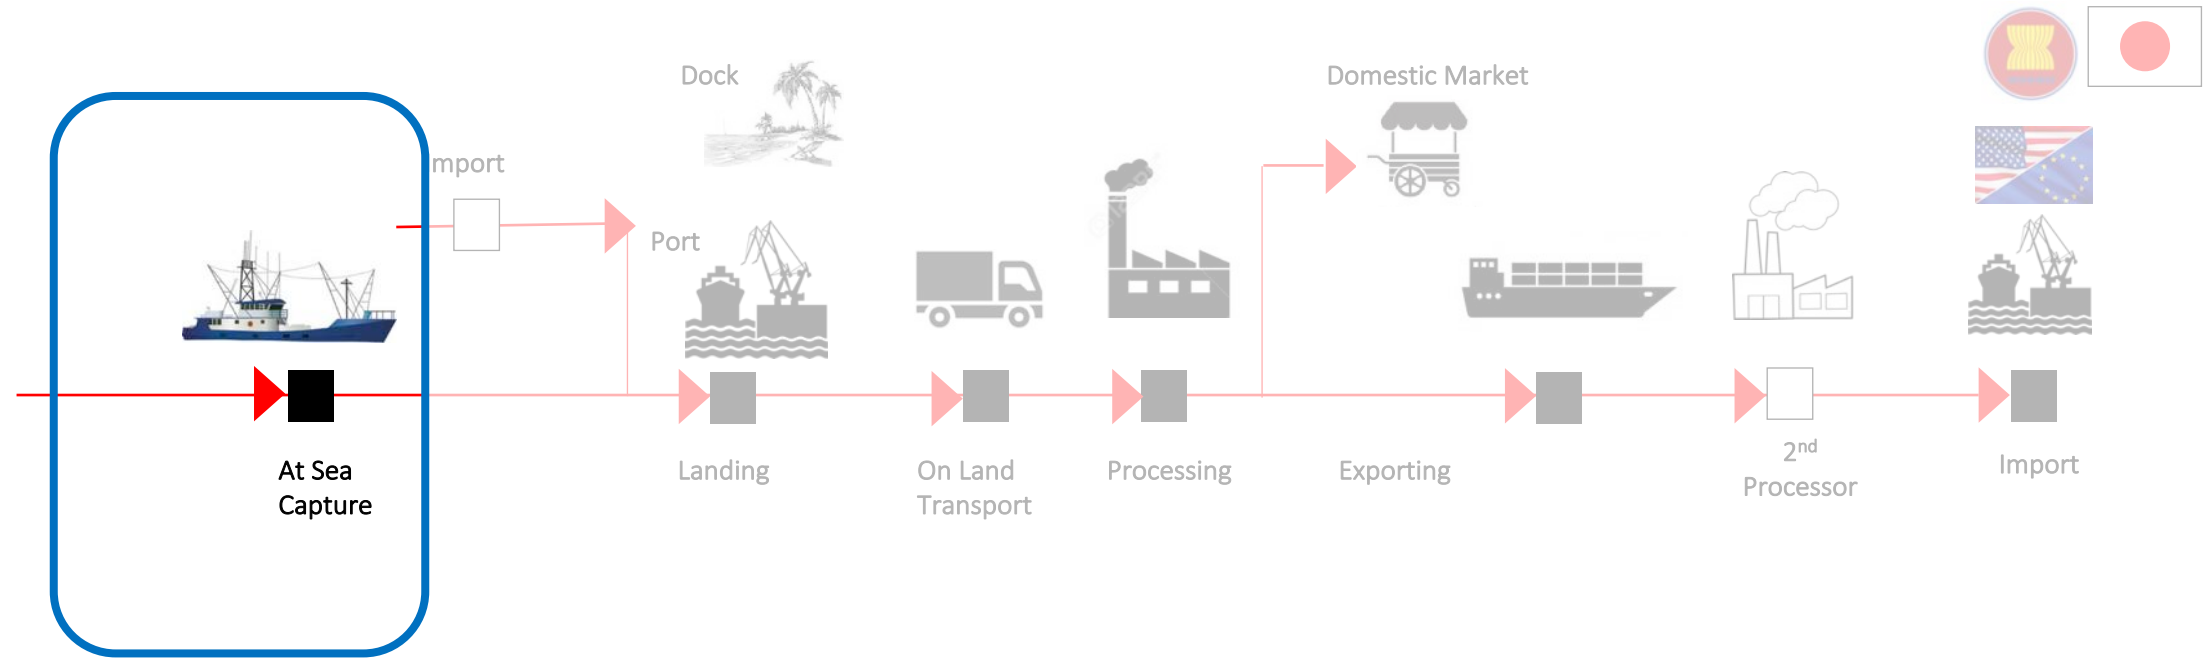 Dock
Domestic Market
mport
Port
At Sea
Capture
Landing
On Land
Transport
Processing
Exporting
2nd
Processor
Import